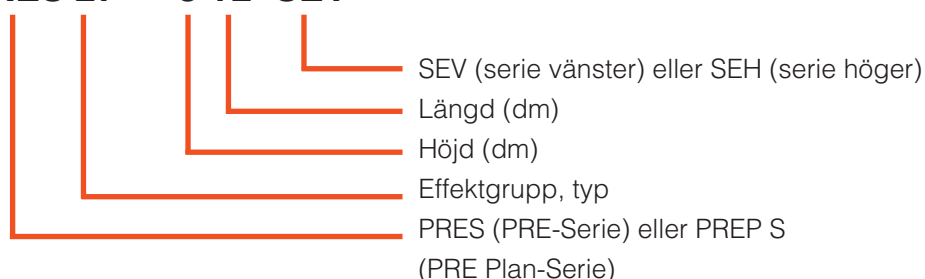 SEV (serie vänster) eller SEH (serie höger)
Längd (dm)
Höjd (dm)
Effektgrupp, typ
PRES (PRE-Serie) eller PREP S
(PRE Plan-Serie)